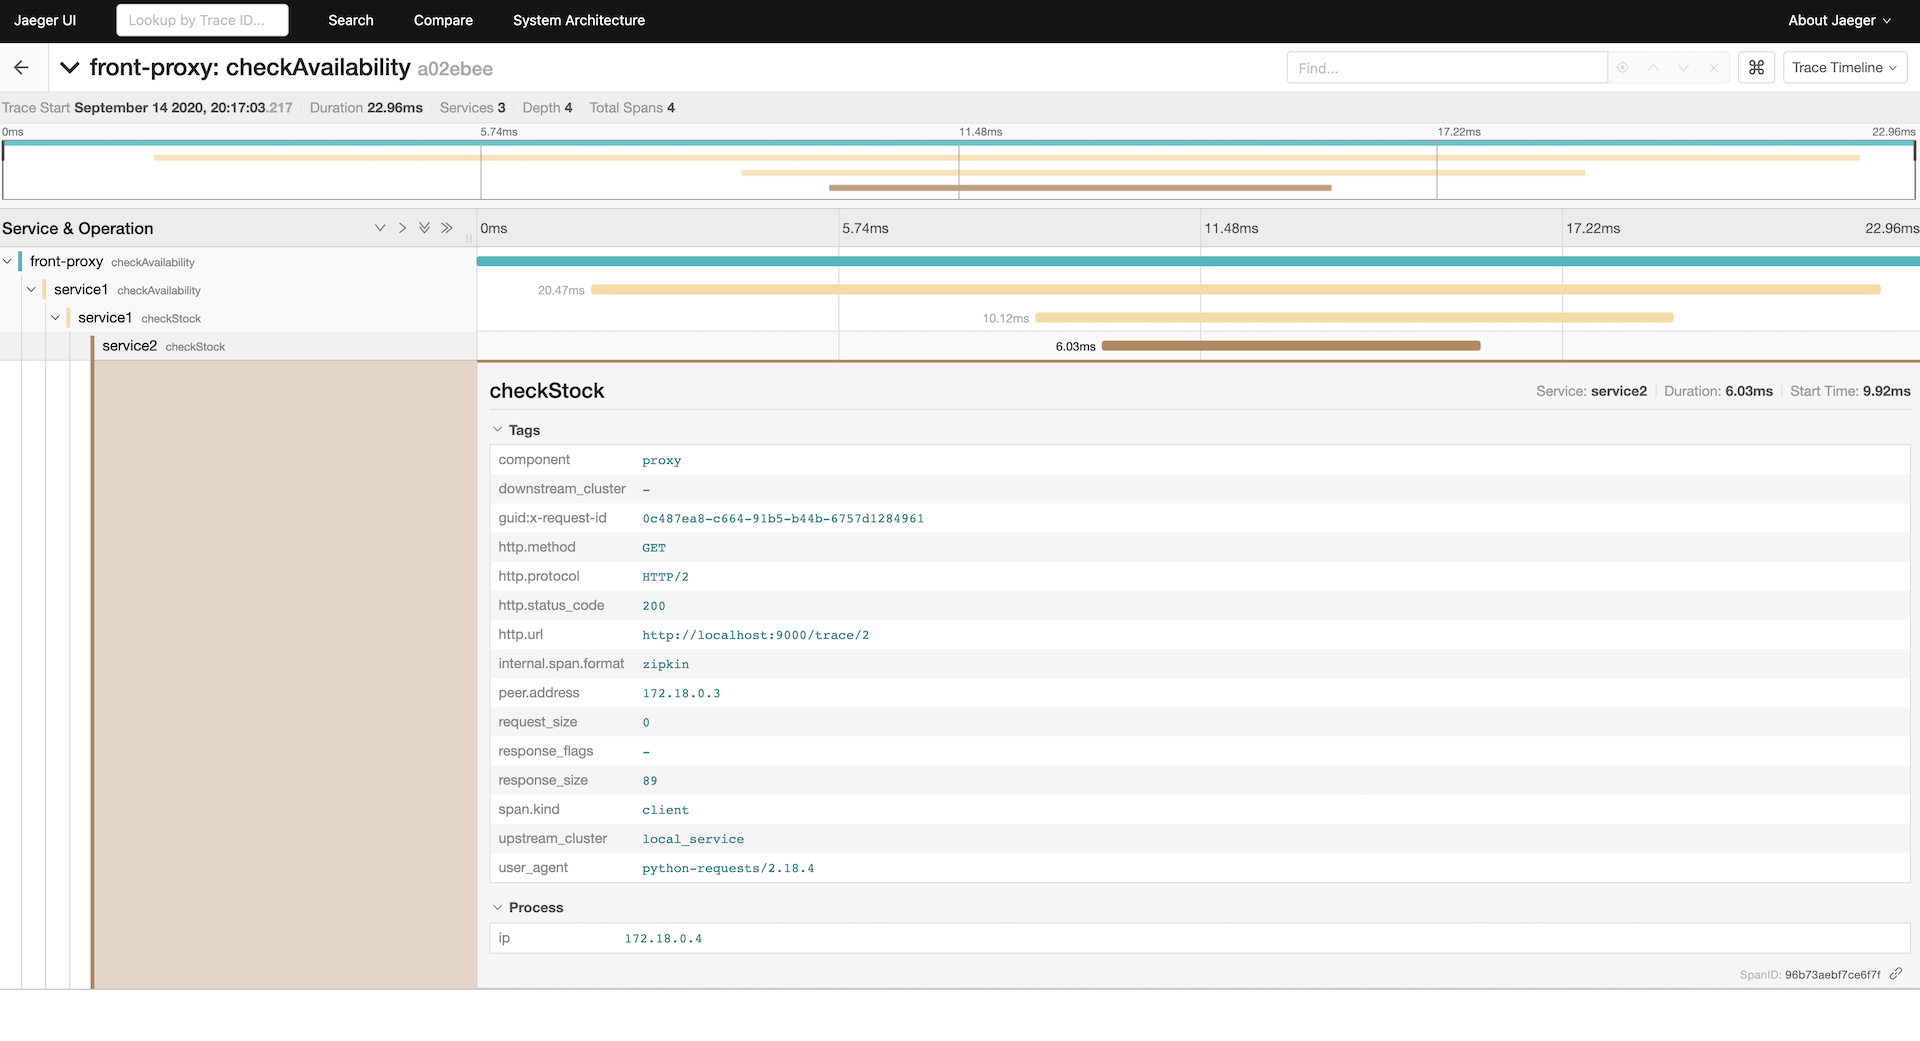 Jaeger UI Lookup by Trace ID... Search Compare System Architecture About Jaeger
front-proxy: checkAvailability a02ebee Find... ⌘ Trace Timeline
Trace Start September 14 2020, 20:17:03.217 Duration 22.96ms Services 3 Depth 4 Total Spans 4
0ms 5.74ms 11.48ms 17.22ms 22.96ms
Service & Operation 0ms 5.74ms 11.48ms 17.22ms 22.96ms
front-proxy checkAvailability
service1 checkAvailability 20.47ms
service1 checkStock 10.12ms
service2 checkStock 6.03ms
checkStock Service: service2 Duration: 6.03ms Start Time: 9.92ms
Tags
component proxy
downstream_cluster -
guid:x-request-id 0c487ea8-c664-91b5-b44b-6757d1284961
http.method GET
http.protocol HTTP/2
http.status_code 200
http.url http://localhost:9000/trace/2
internal.span.format zipkin
peer.address 172.18.0.3
request_size 0
response_flags -
response_size 89
span.kind client
upstream_cluster local_service
user_agent python-requests/2.18.4
Process
ip 172.18.0.4
SpanID: 96b73aebf7ce6f7f